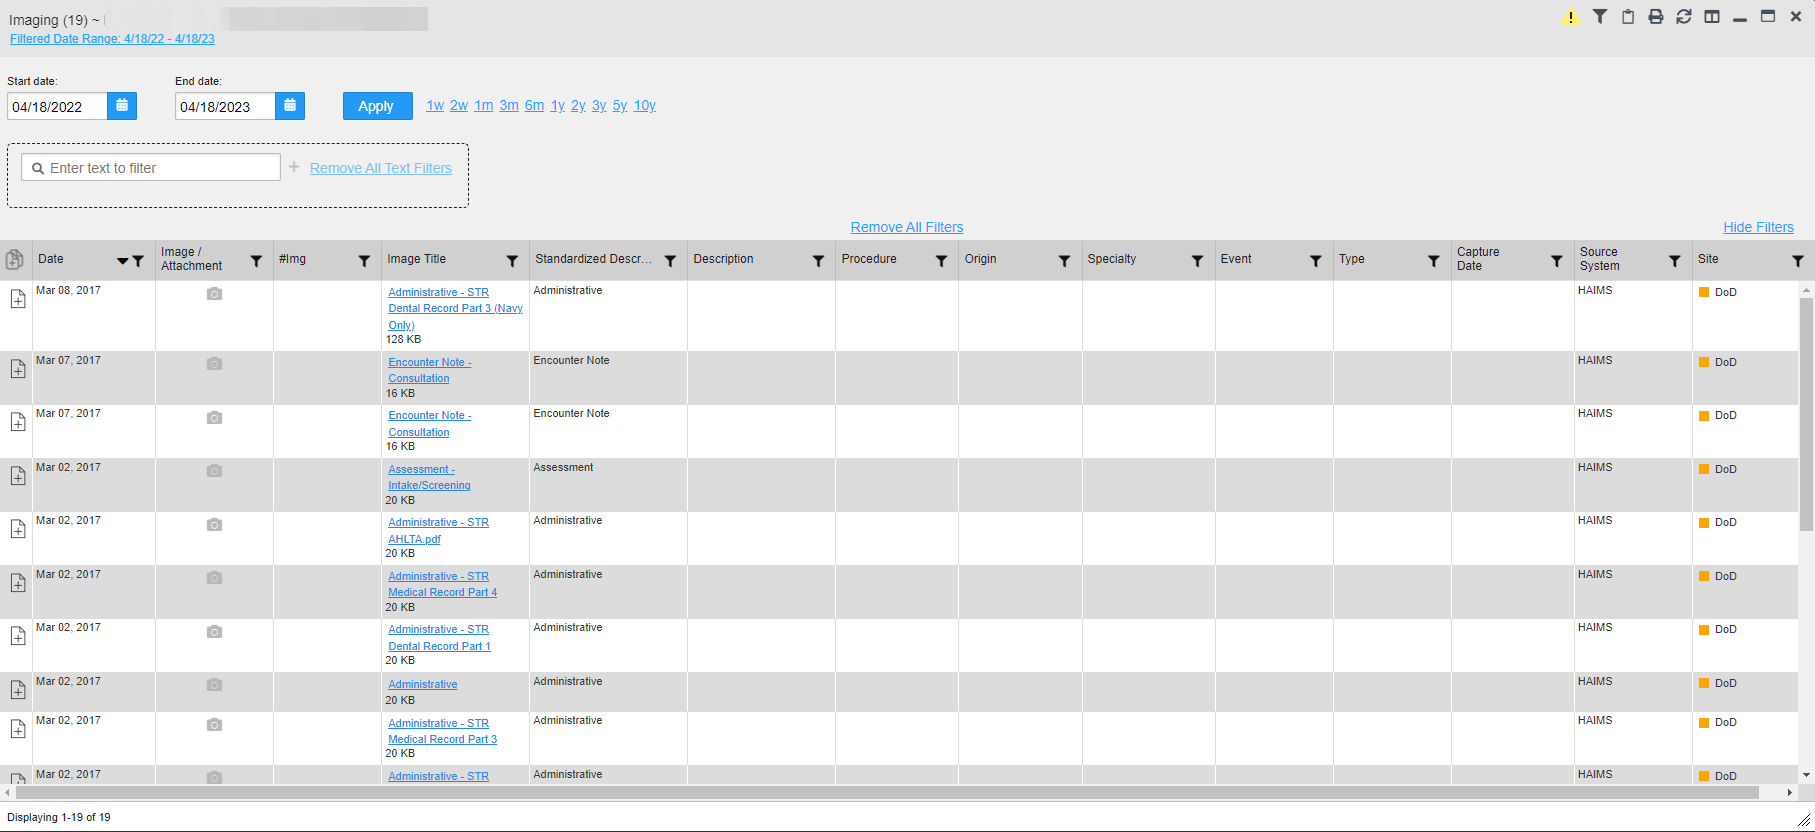 Imaging (19) ~
Filtered Date Range: 4/18/22 - 4/18/23
Start date:
End date:
04/18/2022
04/18/2023
Apply
1w 2w 1m 3m 6m 1y 2y 3y 5y 10y
Enter text to filter
+ Remove All Text Filters
Remove All Filters
Hide Filters
Date
Image /
Attachment
#Img
Image Title
Standardized Descr...
Description
Procedure
Origin
Specialty
Event
Type
Capture
Date
Source
System
Site
Mar 08, 2017
Administrative - STR
Dental Record Part 3 (Navy
Only)
128 KB
Administrative
HAIMS
DoD
Mar 07, 2017
Encounter Note -
Consultation
16 KB
Encounter Note
HAIMS
DoD
Mar 07, 2017
Encounter Note -
Consultation
16 KB
Encounter Note
HAIMS
DoD
Mar 02, 2017
Assessment -
Intake/Screening
20 KB
Assessment
HAIMS
DoD
Mar 02, 2017
Administrative - STR
AHLTA.pdf
20 KB
Administrative
HAIMS
DoD
Mar 02, 2017
Administrative - STR
Medical Record Part 4
20 KB
Administrative
HAIMS
DoD
Mar 02, 2017
Administrative - STR
Dental Record Part 1
20 KB
Administrative
HAIMS
DoD
Mar 02, 2017
Administrative
20 KB
Administrative
HAIMS
DoD
Mar 02, 2017
Administrative - STR
Medical Record Part 3
20 KB
Administrative
HAIMS
DoD
Mar 02, 2017
Administrative - STR
Administrative
HAIMS
DoD
Displaying 1-19 of 19